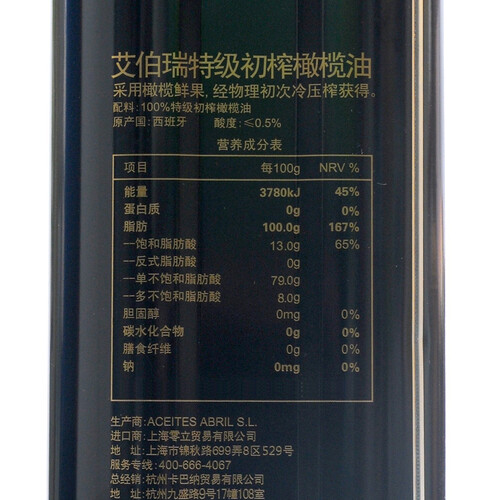 艾伯瑞特级初榨橄榄油
采用橄榄鲜果, 经物理初次冷压榨获得。
配料: 100%特级初榨橄榄油
原产国: 西班牙 酸度: ≤0.5%
营养成分表
项目 每100g NRV %
能量 3780kJ 45%
蛋白质 0g 0%
脂肪 100.0g 167%
--饱和脂肪酸 13.0g 65%
--反式脂肪酸 0g
--单不饱和脂肪酸 79.0g
--多不饱和脂肪酸 8.0g
胆固醇 0mg 0%
碳水化合物 0g 0%
膳食纤维 0g 0%
钠 0mg 0%
生产商: ACEITES ABRIL S.L.
进口商: 上海零立贸易有限公司
地 址: 上海市锦秋路699弄8区529号
服务专线: 400-666-4067
总经销: 杭州卡巴纳贸易有限公司
地 址: 杭州九盛路9号17幢108室